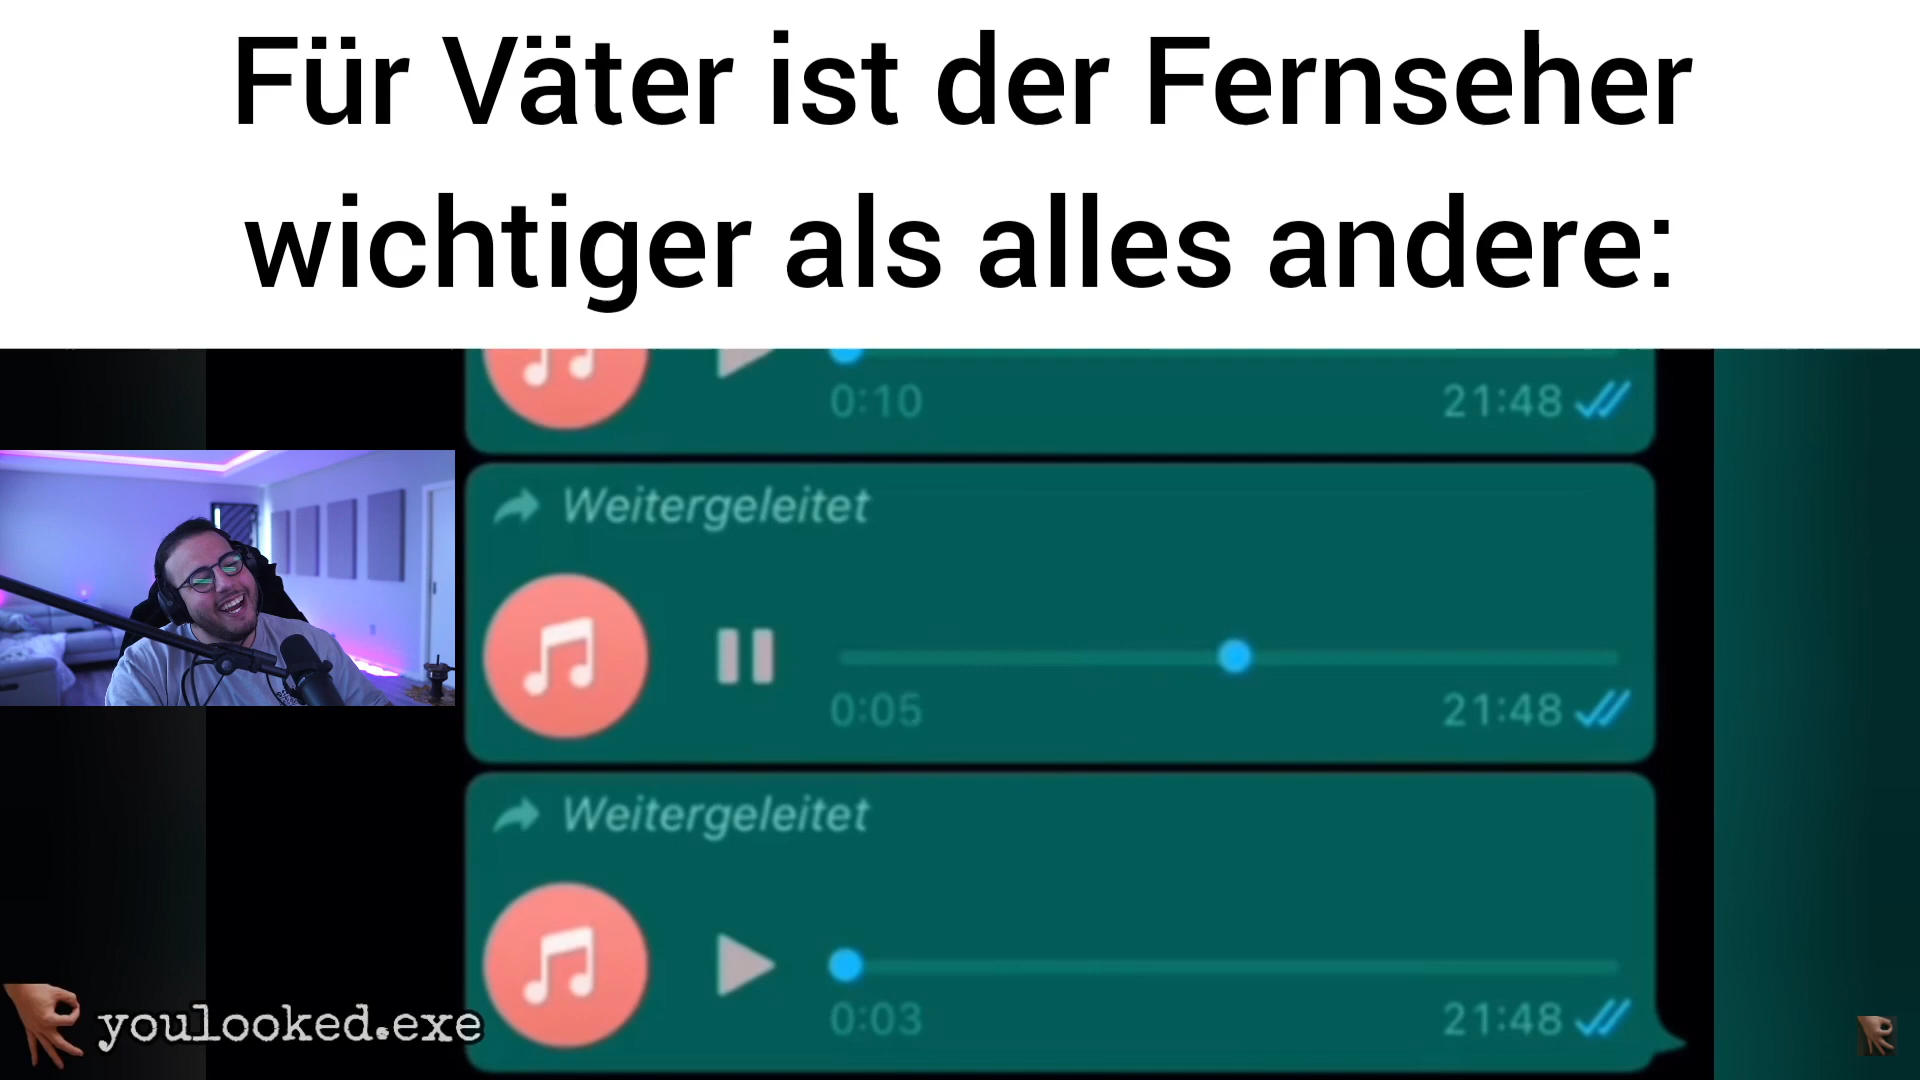 Für Väter ist der Fernseher
wichtiger als alles andere:
0:10 21:48
Weitergeleitet
0:05 21:48
Weitergeleitet
0:03 21:48
youlooked.exe